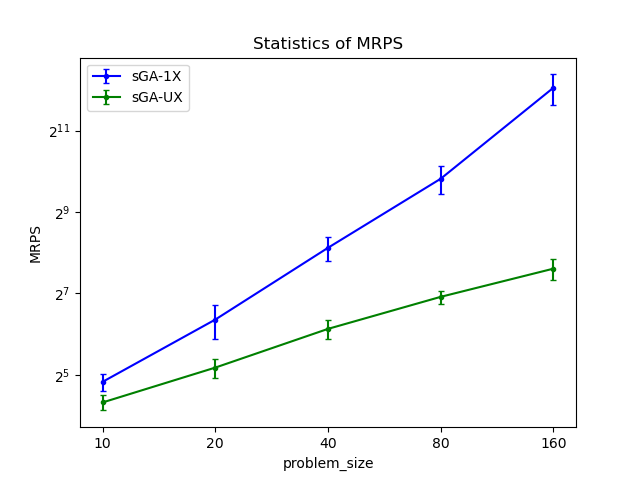 Statistics of MRPS
sGA-1X
sGA-UX
MRPS
2^11
2^9
2^7
2^5
10 20 40 80 160
problem_size